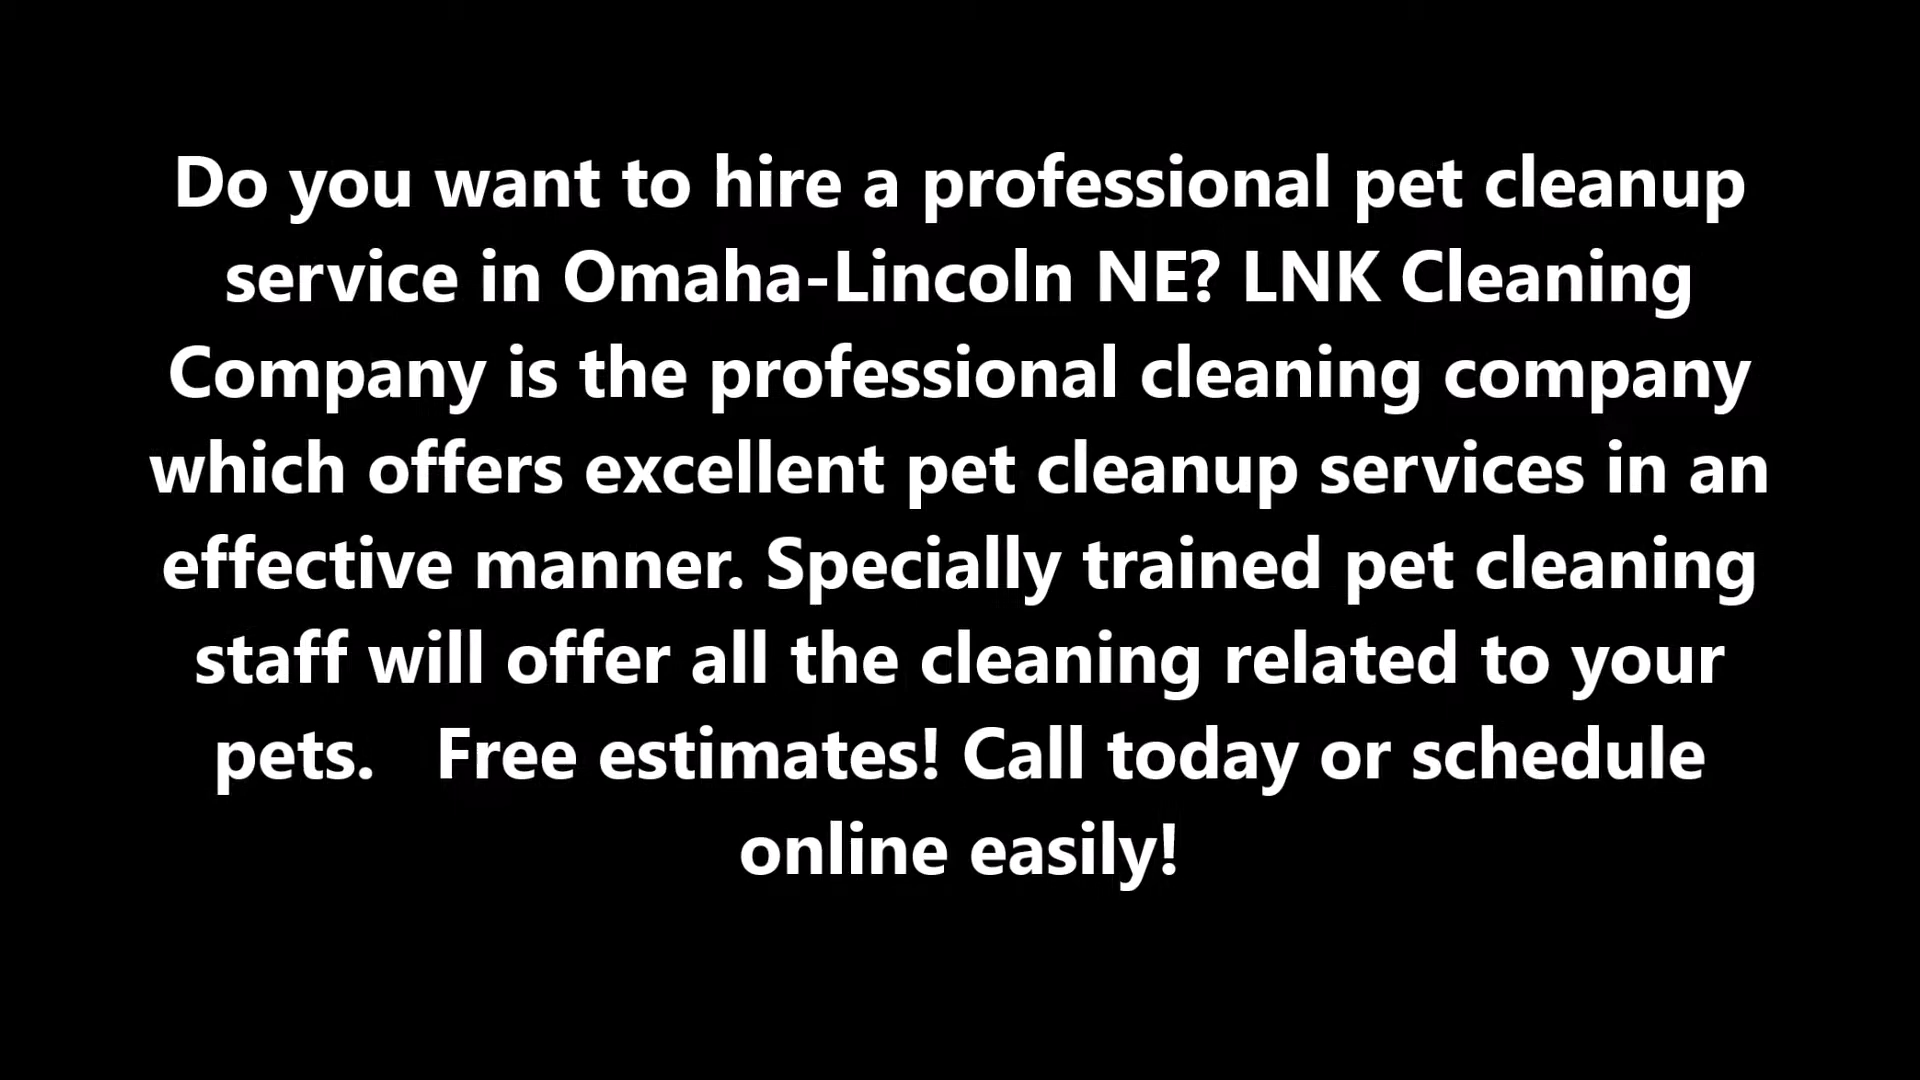 Do you want to hire a professional pet cleanup
service in Omaha-Lincoln NE? LNK Cleaning
Company is the professional cleaning company
which offers excellent pet cleanup services in an
effective manner. Specially trained pet cleaning
staff will offer all the cleaning related to your
pets.   Free estimates! Call today or schedule
online easily!